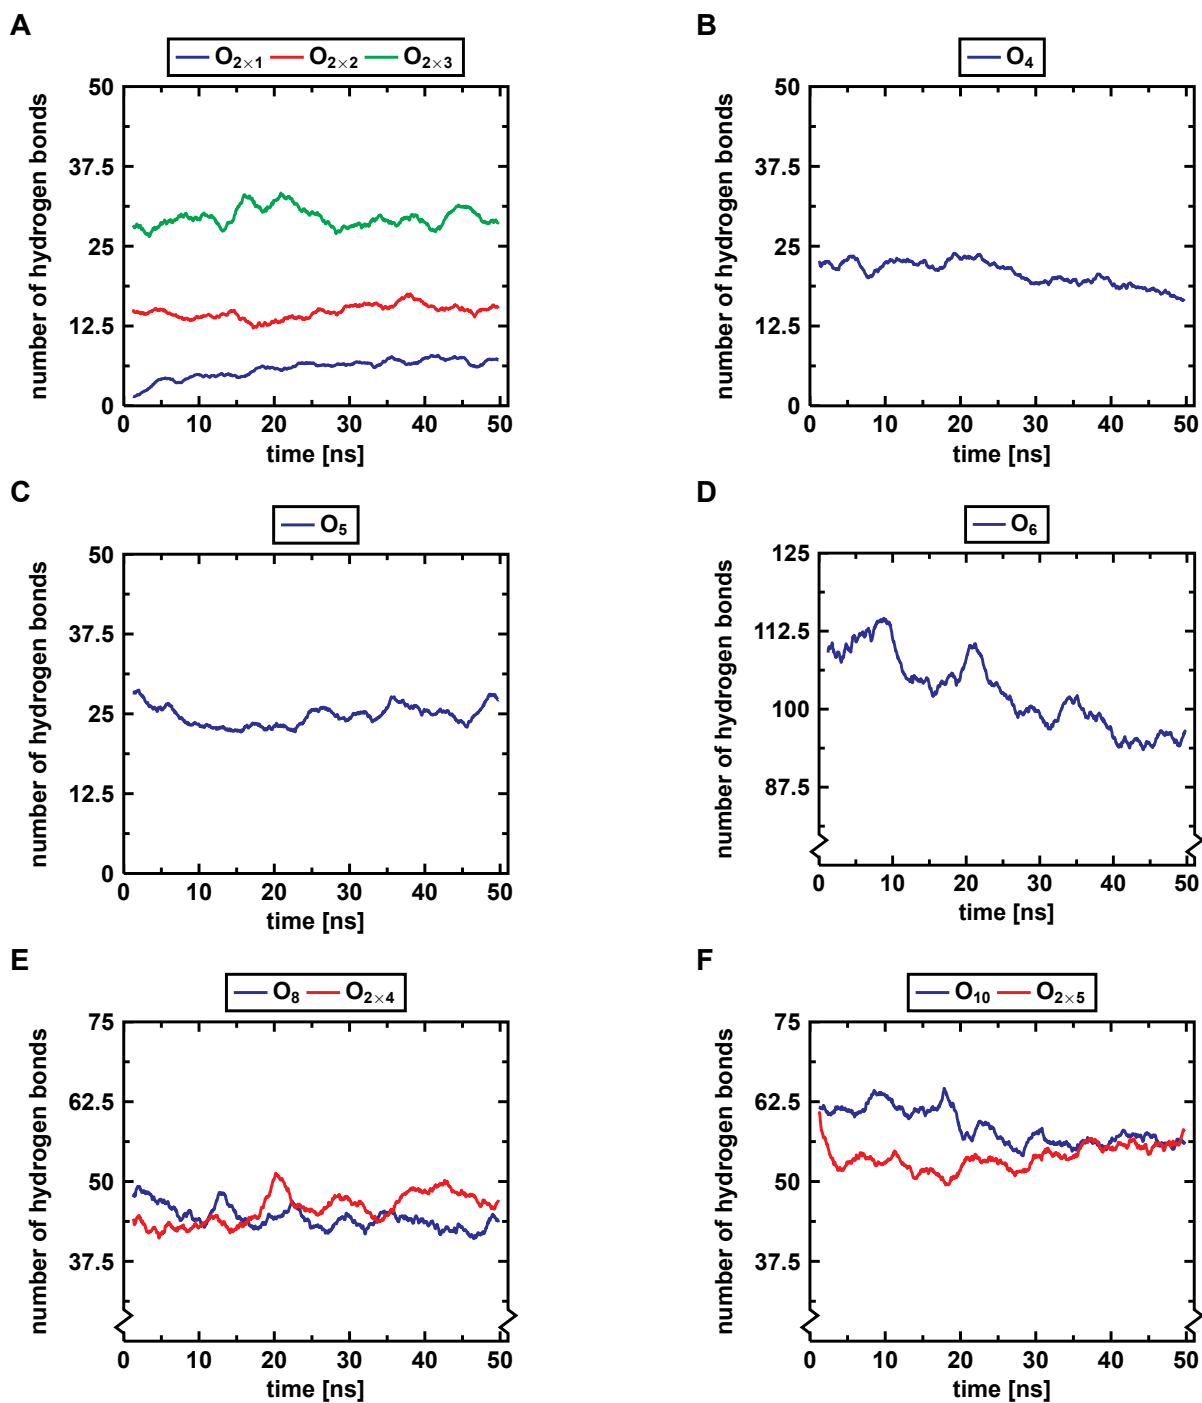 A
O2×1 O2×2 O2×3
number of hydrogen bonds
50
37.5
25
12.5
0
0 10 20 30 40 50
time [ns]
B
O4
number of hydrogen bonds
50
37.5
25
12.5
0
0 10 20 30 40 50
time [ns]
C
O5
number of hydrogen bonds
50
37.5
25
12.5
0
0 10 20 30 40 50
time [ns]
D
O6
number of hydrogen bonds
125
112.5
100
87.5
0 10 20 30 40 50
time [ns]
E
O8 O2×4
number of hydrogen bonds
75
62.5
50
37.5
0 10 20 30 40 50
time [ns]
F
O10 O2×5
number of hydrogen bonds
75
62.5
50
37.5
0 10 20 30 40 50
time [ns]